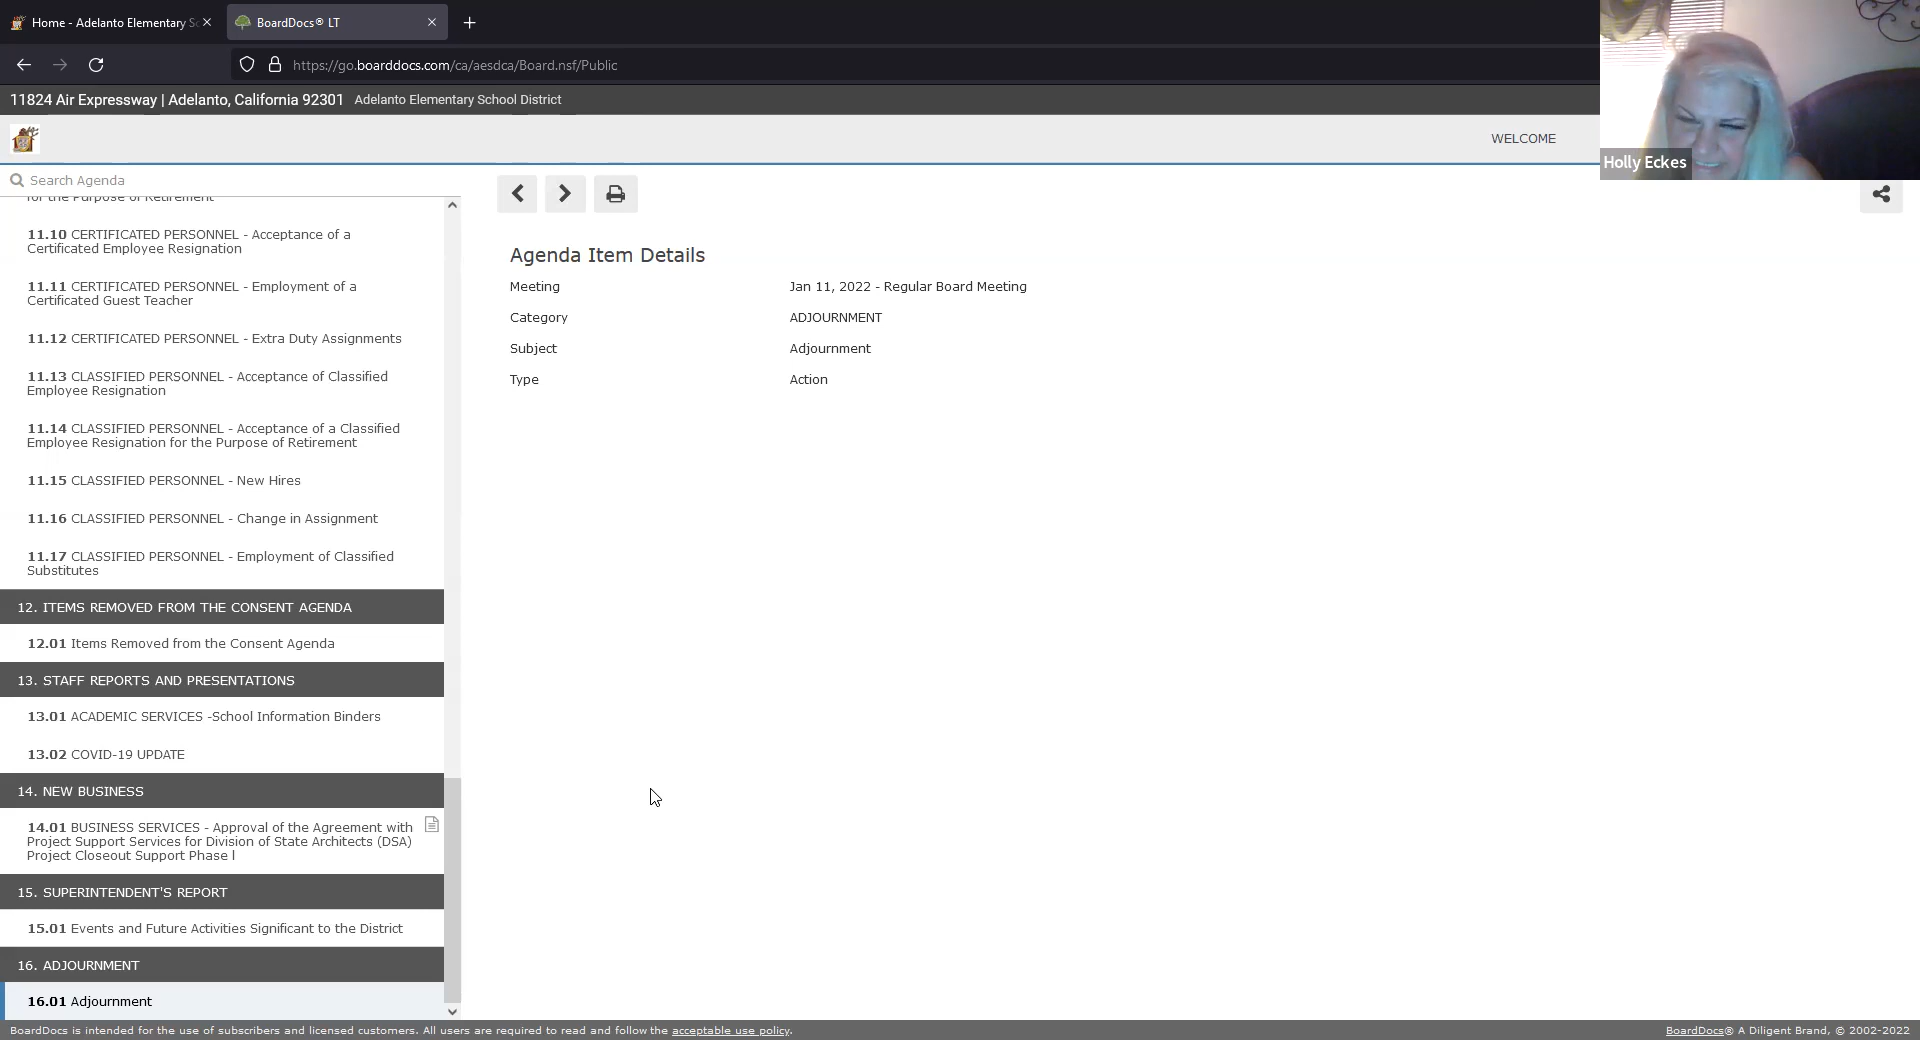 Home - Adelanto Elementary Sc
BoardDocs® LT
https://go.boarddocs.com/ca/aesdca/Board.nsf/Public
11824 Air Expressway | Adelanto, California 92301 Adelanto Elementary School District
WELCOME
Holly Eckes
Search Agenda
for the Purpose of Retirement
11.10 CERTIFICATED PERSONNEL - Acceptance of a
Certificated Employee Resignation
11.11 CERTIFICATED PERSONNEL - Employment of a
Certificated Guest Teacher
11.12 CERTIFICATED PERSONNEL - Extra Duty Assignments
11.13 CLASSIFIED PERSONNEL - Acceptance of Classified
Employee Resignation
11.14 CLASSIFIED PERSONNEL - Acceptance of a Classified
Employee Resignation for the Purpose of Retirement
11.15 CLASSIFIED PERSONNEL - New Hires
11.16 CLASSIFIED PERSONNEL - Change in Assignment
11.17 CLASSIFIED PERSONNEL - Employment of Classified
Substitutes
12. ITEMS REMOVED FROM THE CONSENT AGENDA
12.01 Items Removed from the Consent Agenda
13. STAFF REPORTS AND PRESENTATIONS
13.01 ACADEMIC SERVICES -School Information Binders
13.02 COVID-19 UPDATE
14. NEW BUSINESS
14.01 BUSINESS SERVICES - Approval of the Agreement with
Project Support Services for Division of State Architects (DSA)
Project Closeout Support Phase l
15. SUPERINTENDENT'S REPORT
15.01 Events and Future Activities Significant to the District
16. ADJOURNMENT
16.01 Adjournment
Agenda Item Details
Meeting Jan 11, 2022 - Regular Board Meeting
Category ADJOURNMENT
Subject Adjournment
Type Action
BoardDocs is intended for the use of subscribers and licensed customers. All users are required to read and follow the acceptable use policy.
BoardDocs® A Diligent Brand, © 2002-2022